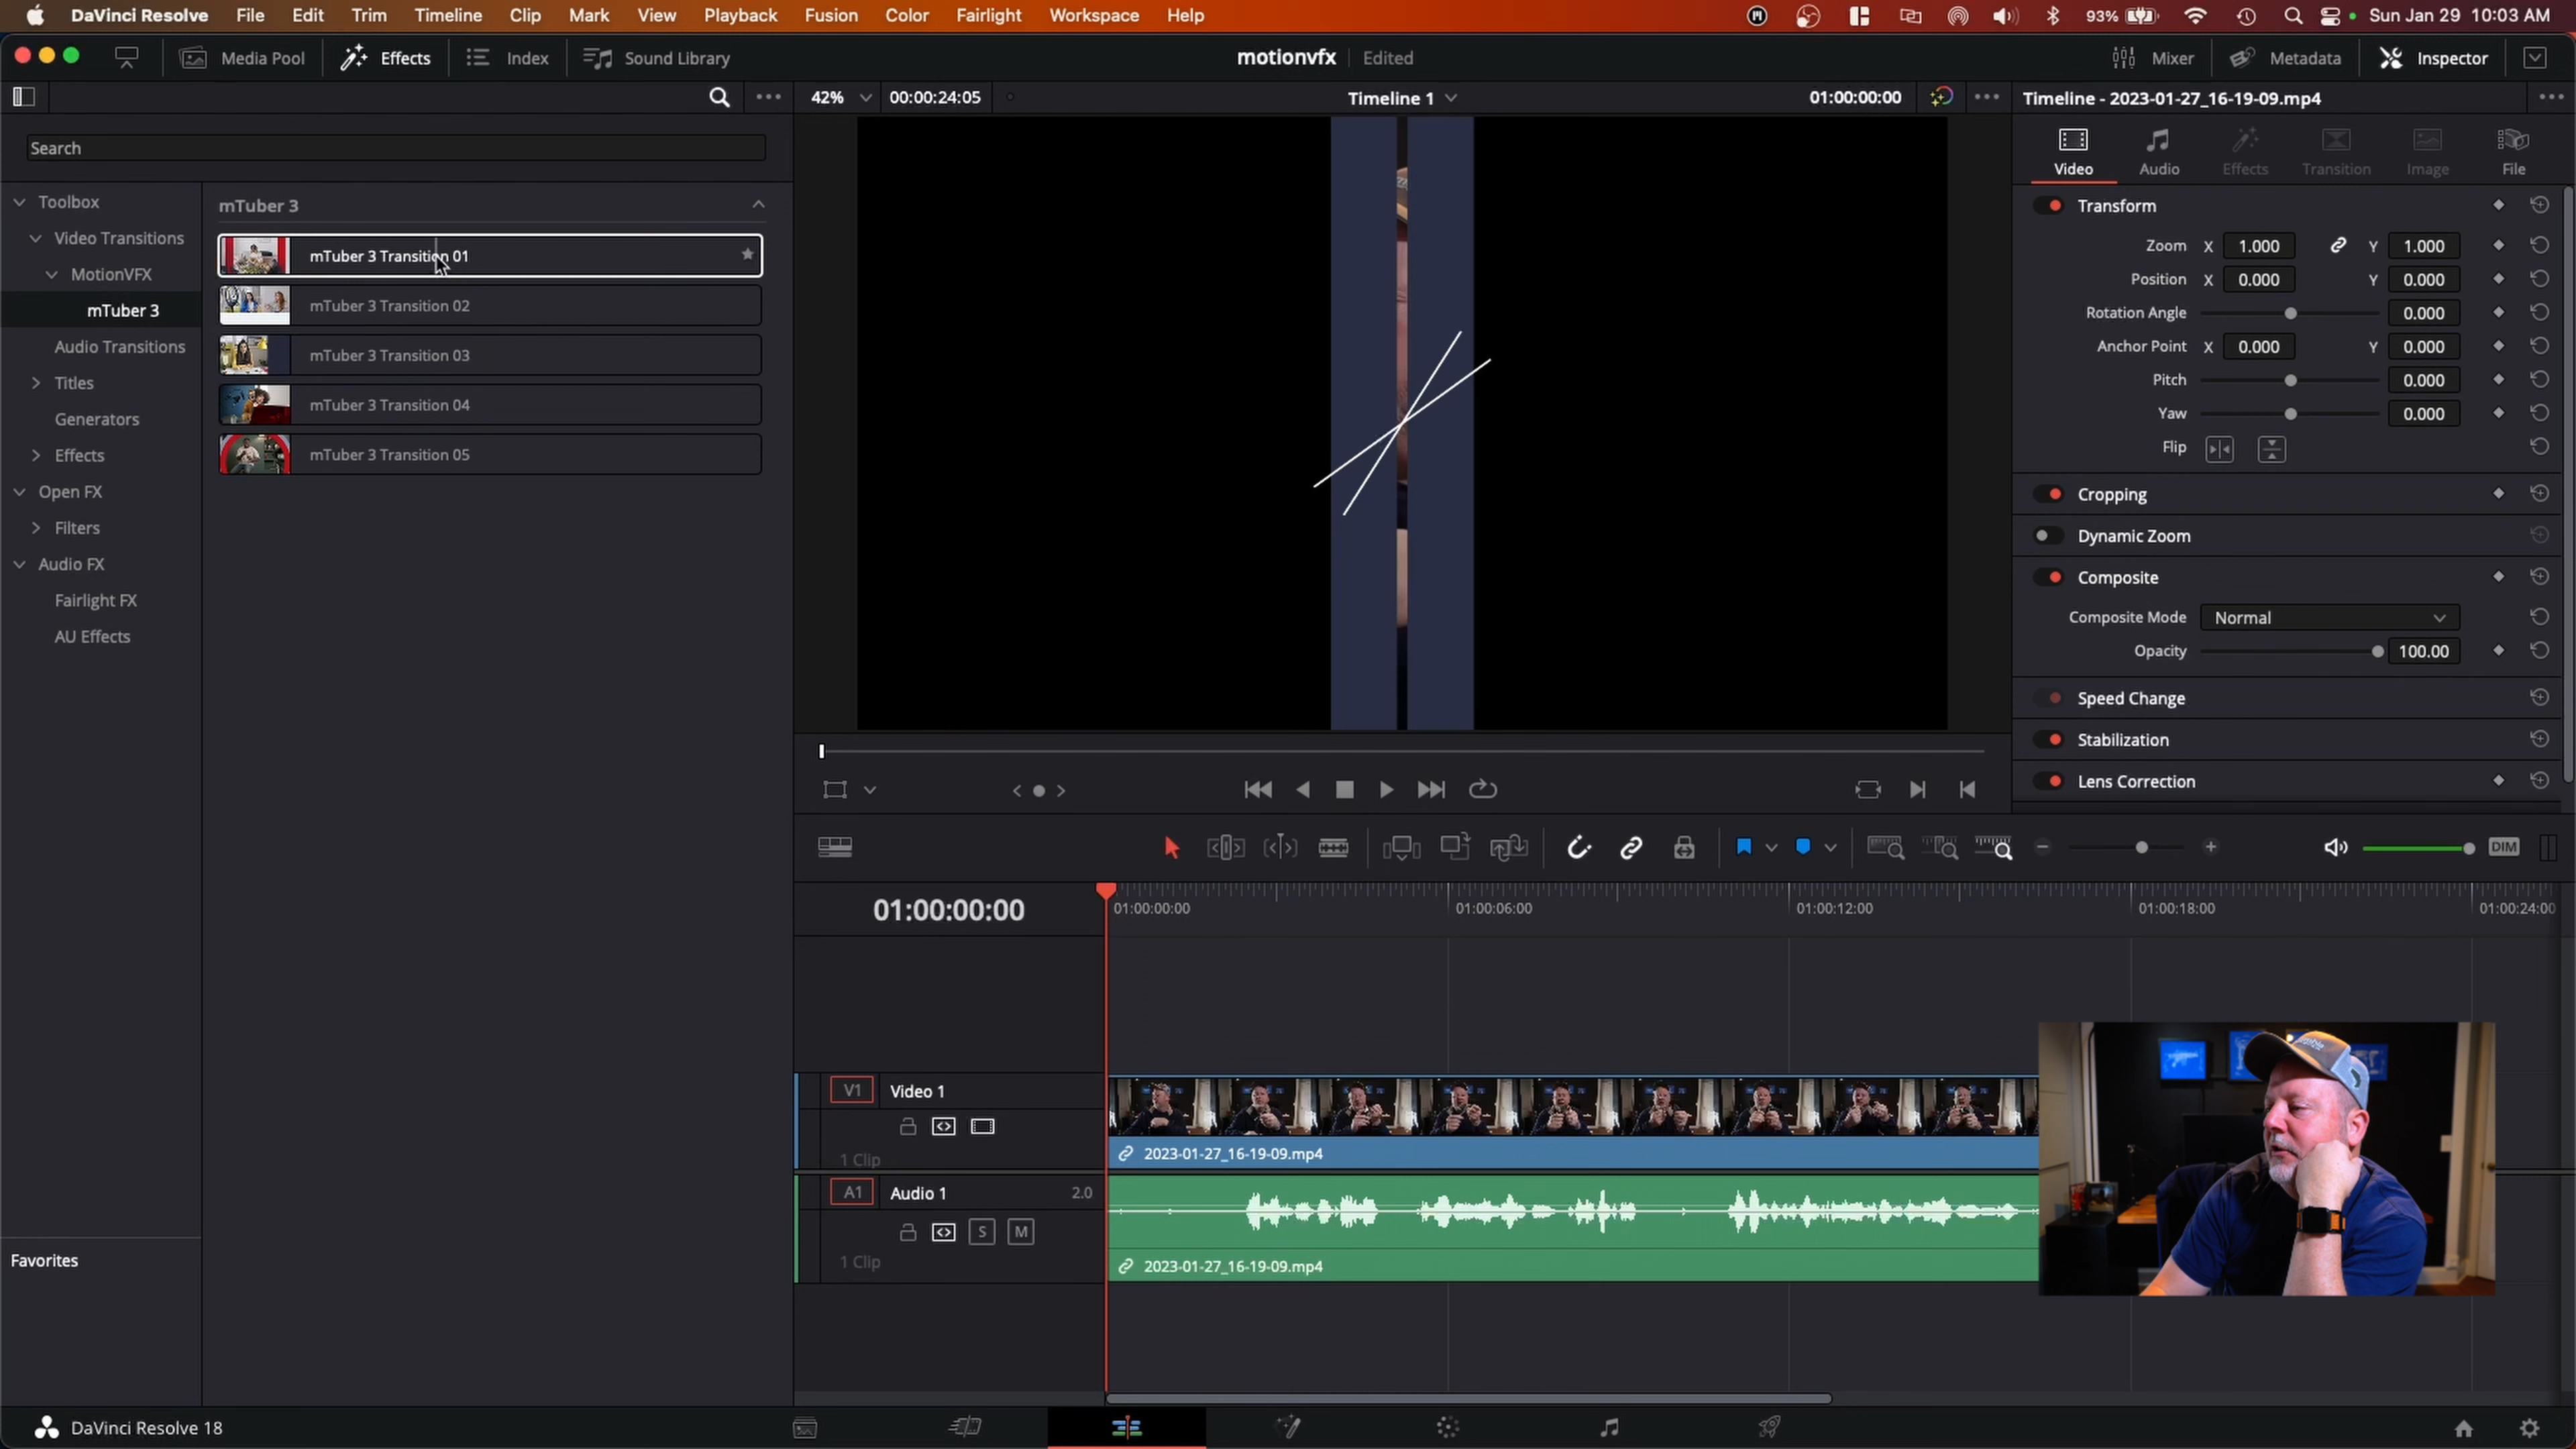 DaVinci Resolve File Edit Trim Timeline Clip Mark View Playback Fusion Color Fairlight Workspace Help 93% Sun Jan 29 10:03 AM
Media Pool Effects Index Sound Library motionvfx Edited Mixer Metadata Inspector
42% 00:00:24:05 Timeline 1 01:00:00:00 Timeline - 2023-01-27_16-19-09.mp4
Search
Toolbox
Video Transitions
MotionVFX
mTuber 3
Audio Transitions
Titles
Generators
Effects
Open FX
Filters
Audio FX
Fairlight FX
AU Effects
Favorites
mTuber 3
mTuber 3 Transition 01
mTuber 3 Transition 02
mTuber 3 Transition 03
mTuber 3 Transition 04
mTuber 3 Transition 05
Video Audio Effects Transition Image File
Transform
Zoom X 1.000 Y 1.000
Position X 0.000 Y 0.000
Rotation Angle 0.000
Anchor Point X 0.000 Y 0.000
Pitch 0.000
Yaw 0.000
Flip
Cropping
Dynamic Zoom
Composite
Composite Mode Normal
Opacity 100.00
Speed Change
Stabilization
Lens Correction
DIM
01:00:00:00 01:00:00:00 01:00:06:00 01:00:12:00 01:00:18:00 01:00:24:00
V1 Video 1
1 Clip
2023-01-27_16-19-09.mp4
A1 Audio 1 2.0
S M
1 Clip
2023-01-27_16-19-09.mp4
DaVinci Resolve 18